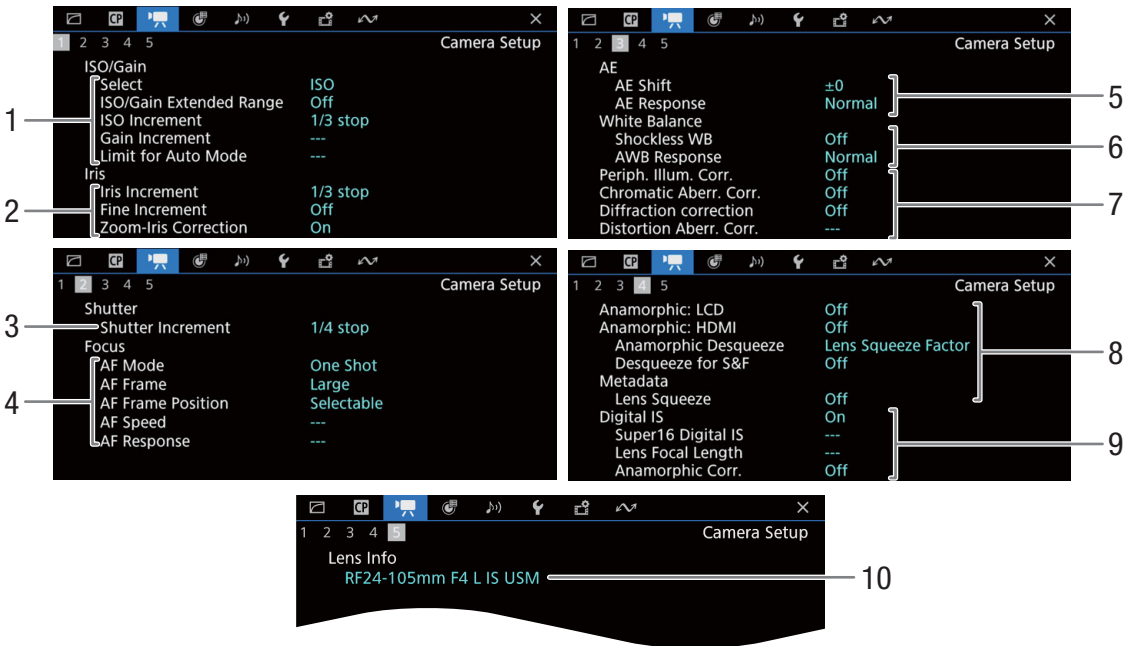 CP
1 2 3 4 5 Camera Setup
ISO/Gain
Select ISO
ISO/Gain Extended Range Off
ISO Increment 1/3 stop
Gain Increment ---
Limit for Auto Mode ---
1
Iris
Iris Increment 1/3 stop
Fine Increment Off
Zoom-Iris Correction On
2
CP
1 2 3 4 5 Camera Setup
AE
AE Shift ±0
AE Response Normal
5
White Balance
Shockless WB Off
AWB Response Normal
6
Periph. Illum. Corr. Off
Chromatic Aberr. Corr. Off
Diffraction correction Off
Distortion Aberr. Corr. ---
7
CP
1 2 3 4 5 Camera Setup
Shutter
3 Shutter Increment 1/4 stop
Focus
AF Mode One Shot
AF Frame Large
AF Frame Position Selectable
AF Speed ---
AF Response ---
4
CP
1 2 3 4 5 Camera Setup
Anamorphic: LCD Off
Anamorphic: HDMI Off
Anamorphic Desqueeze Lens Squeeze Factor
Desqueeze for S&F Off
Metadata
Lens Squeeze Off
8
Digital IS On
Super16 Digital IS ---
Lens Focal Length ---
Anamorphic Corr. Off
9
CP
1 2 3 4 5 Camera Setup
Lens Info
RF24-105mm F4 L IS USM 10